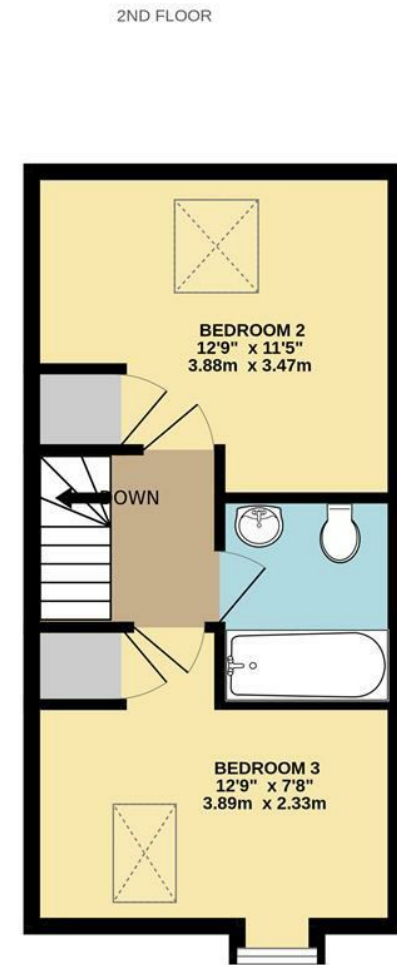 2ND FLOOR
BEDROOM 2
12'9" x 11'5"
3.88m x 3.47m
DOWN
BEDROOM 3
12'9" x 7'8"
3.89m x 2.33m